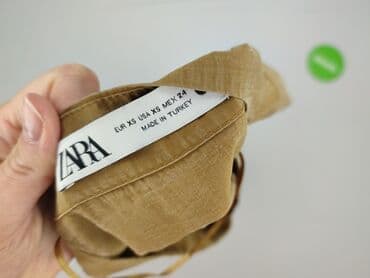 ZARA
EUR XS USA XS MEX 24
MADE IN TURKEY